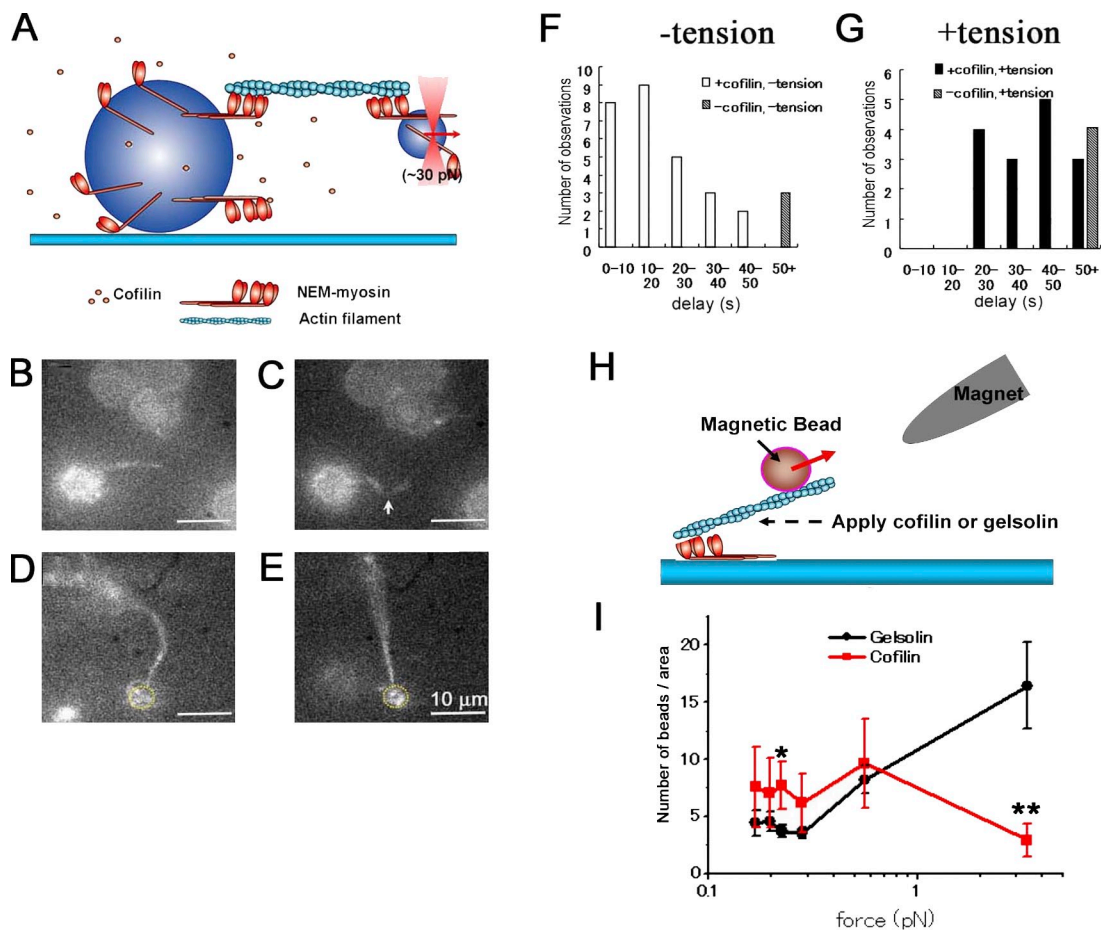 A
(~30 pN)
Cofilin
NEM-myosin
Actin filament
B
C
D
E
10 μm
F
-tension
Number of observations
10
9
8
7
6
5
4
3
2
1
0
+cofilin, −tension
−cofilin, −tension
0−10 10− 20− 30− 40− 50+
20 30 40 50
delay (s)
G
+tension
Number of observations
6
5
4
3
2
1
0
+cofilin, +tension
−cofilin, +tension
0−10 10− 20− 30− 40− 50+
20 30 40 50
delay (s)
H
Magnet
Magnetic Bead
Apply cofilin or gelsolin
I
Number of beads / area
20
15
10
5
0
Gelsolin
Cofilin
*
**
0.1 1
force (pN)